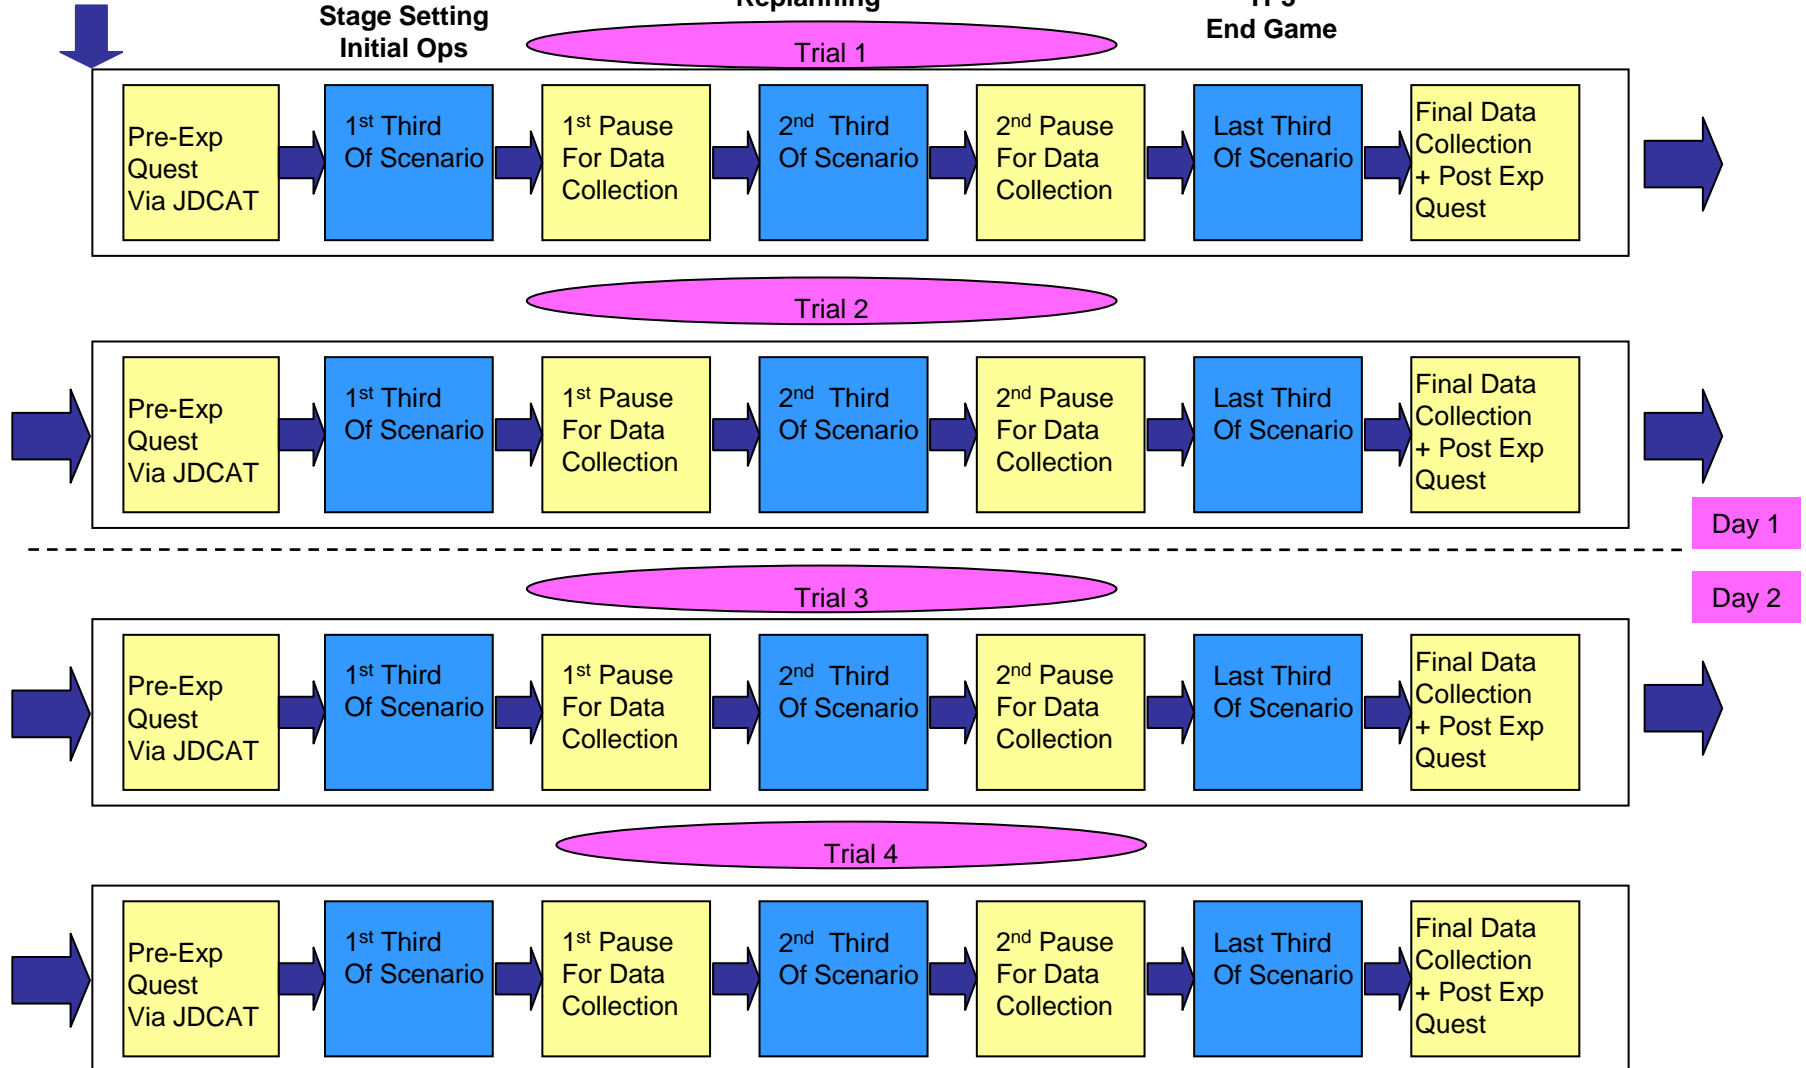 Stage Setting
Initial Ops
Replanning
End Game
Trial 1
Pre-Exp
Quest
Via JDCAT
1st Third
Of Scenario
1st Pause
For Data
Collection
2nd Third
Of Scenario
2nd Pause
For Data
Collection
Last Third
Of Scenario
Final Data
Collection
+ Post Exp
Quest
Trial 2
Pre-Exp
Quest
Via JDCAT
1st Third
Of Scenario
1st Pause
For Data
Collection
2nd Third
Of Scenario
2nd Pause
For Data
Collection
Last Third
Of Scenario
Final Data
Collection
+ Post Exp
Quest
Day 1
Day 2
Trial 3
Pre-Exp
Quest
Via JDCAT
1st Third
Of Scenario
1st Pause
For Data
Collection
2nd Third
Of Scenario
2nd Pause
For Data
Collection
Last Third
Of Scenario
Final Data
Collection
+ Post Exp
Quest
Trial 4
Pre-Exp
Quest
Via JDCAT
1st Third
Of Scenario
1st Pause
For Data
Collection
2nd Third
Of Scenario
2nd Pause
For Data
Collection
Last Third
Of Scenario
Final Data
Collection
+ Post Exp
Quest